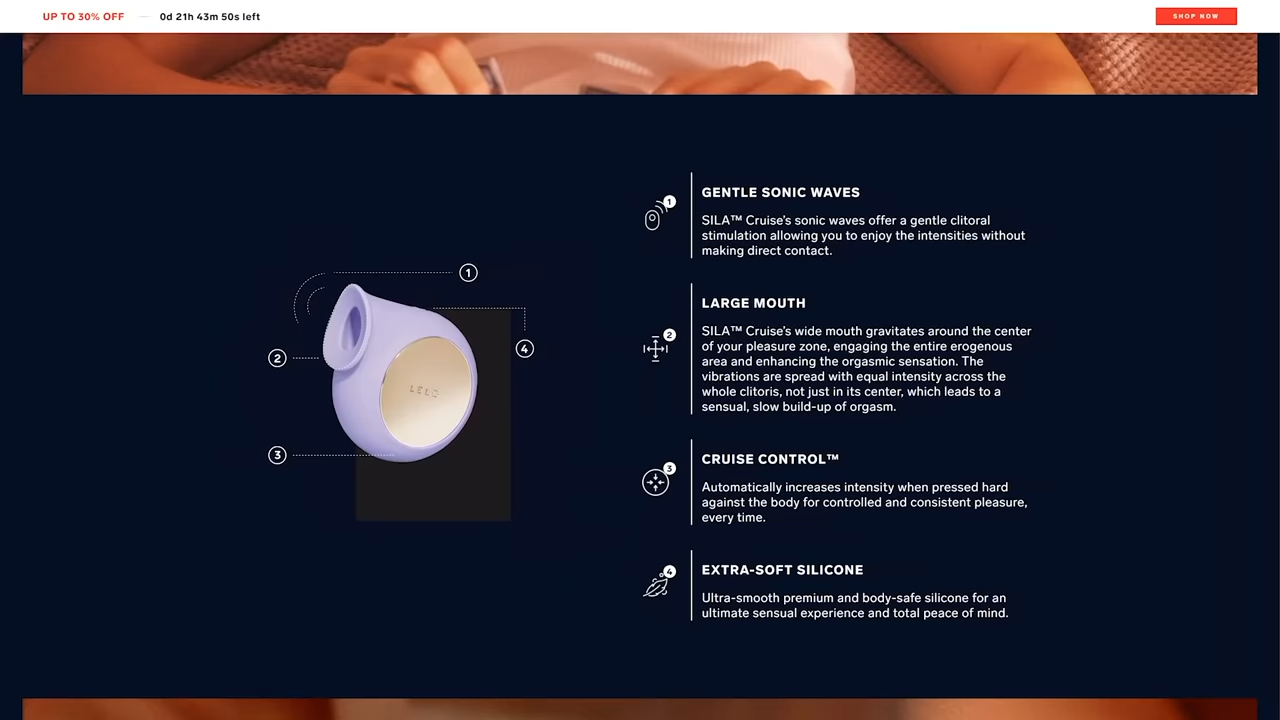 UP TO 30% OFF
0d 21h 43m 50s left
SHOP NOW
1
GENTLE SONIC WAVES
SILA™ Cruise's sonic waves offer a gentle clitoral
stimulation allowing you to enjoy the intensities without
making direct contact.
1
2
LARGE MOUTH
SILA™ Cruise's wide mouth gravitates around the center
of your pleasure zone, engaging the entire erogenous
area and enhancing the orgasmic sensation. The
vibrations are spread with equal intensity across the
whole clitoris, not just in its center, which leads to a
sensual, slow build-up of orgasm.
4
2
LELO
3
3
CRUISE CONTROL™
Automatically increases intensity when pressed hard
against the body for controlled and consistent pleasure,
every time.
4
EXTRA-SOFT SILICONE
Ultra-smooth premium and body-safe silicone for an
ultimate sensual experience and total peace of mind.